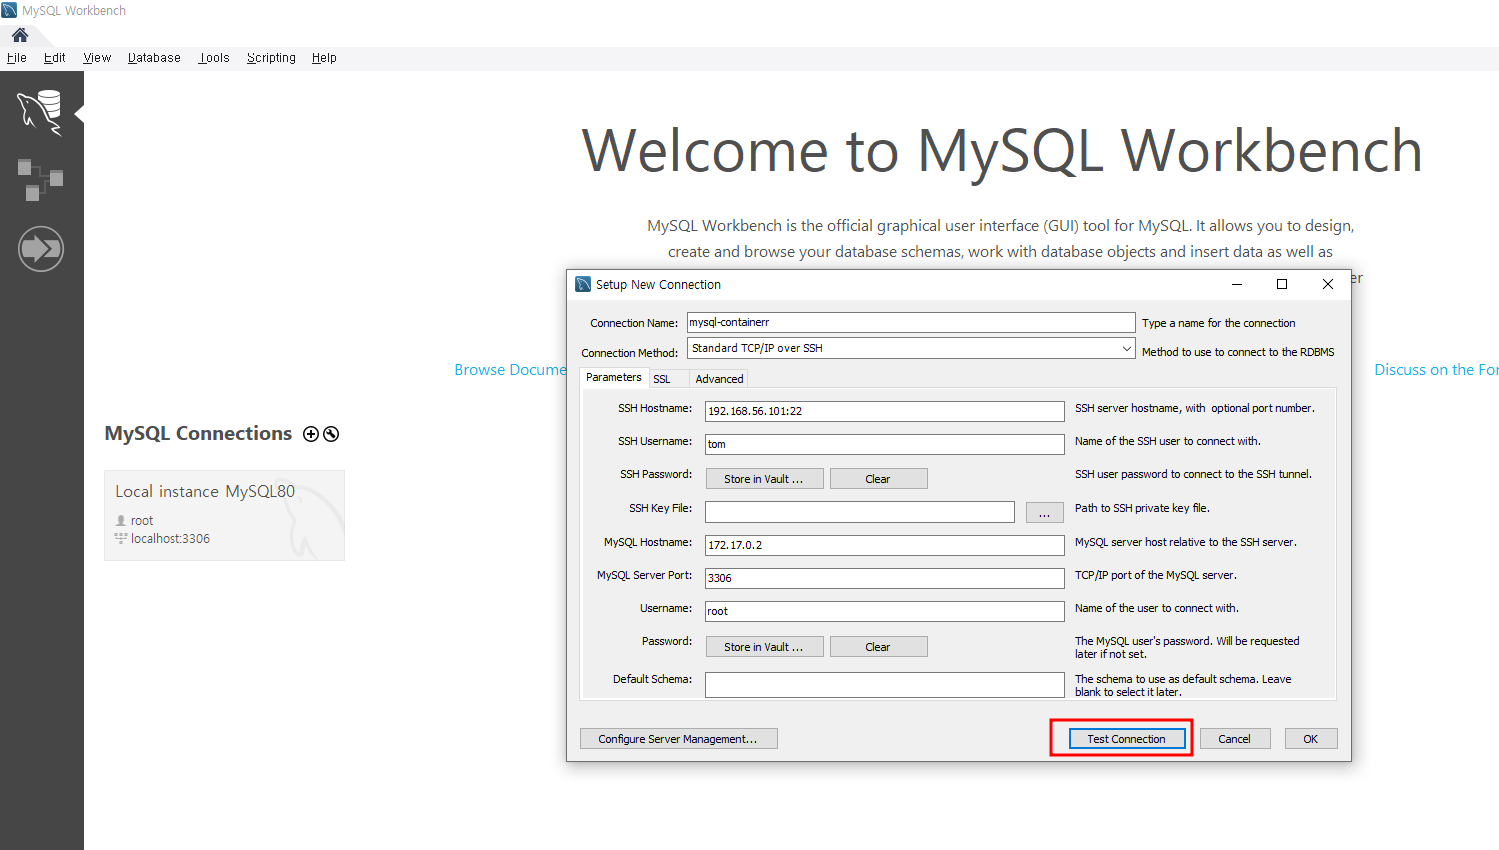 MySQL Workbench
File Edit View Database Tools Scripting Help
Welcome to MySQL Workbench
MySQL Workbench is the official graphical user interface (GUI) tool for MySQL. It allows you to design,
create and browse your database schemas, work with database objects and insert data as well as
er
Browse Docume
Discuss on the For
MySQL Connections
Local instance MySQL80
root
localhost:3306
Setup New Connection
Connection Name: mysql-containerr Type a name for the connection
Connection Method: Standard TCP/IP over SSH Method to use to connect to the RDBMS
Parameters SSL Advanced
SSH Hostname: 192.168.56.101:22 SSH server hostname, with optional port number.
SSH Username: tom Name of the SSH user to connect with.
SSH Password: Store in Vault ... Clear SSH user password to connect to the SSH tunnel.
SSH Key File: ... Path to SSH private key file.
MySQL Hostname: 172.17.0.2 MySQL server host relative to the SSH server.
MySQL Server Port: 3306 TCP/IP port of the MySQL server.
Username: root Name of the user to connect with.
Password: Store in Vault ... Clear The MySQL user's password. Will be requested
later if not set.
Default Schema: The schema to use as default schema. Leave
blank to select it later.
Configure Server Management... Test Connection Cancel OK